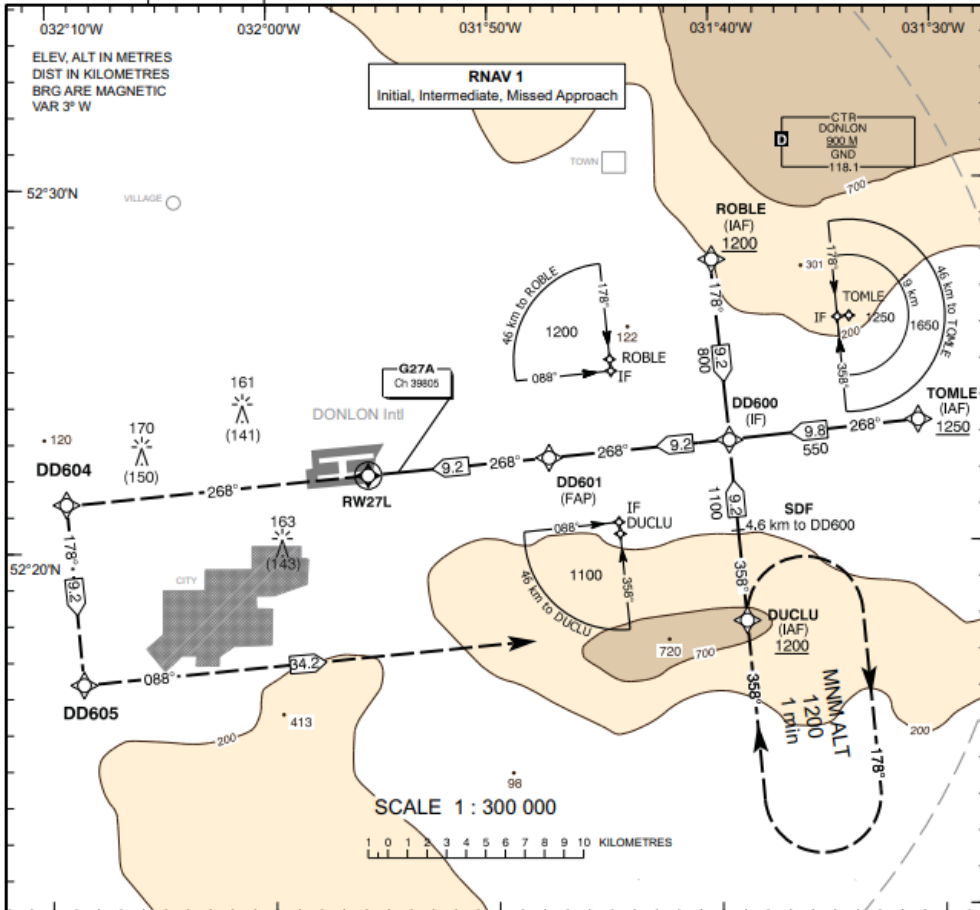 032°10'W
032°00'W
031°50'W
031°40'W
031°30'W
ELEV, ALT IN METRES
DIST IN KILOMETRES
BRG ARE MAGNETIC
VAR 3° W
RNAV 1
Initial, Intermediate, Missed Approach
CTR
DONLON
900 M
GND
118.1
D
700
TOWN
52°30'N
VILLAGE
ROBLE
(IAF)
1200
178°
9.2
800
46 km to ROBLE
178°
1200
122
ROBLE
088°
IF
301
178°
46 km to TOMLE
19 km
TOMLE
IF
1250
1650
200
358°
G27A
Ch 39805
161
(141)
DONLON Intl
170
(150)
120
DD604
268°
RW27L
9.2
268°
DD601
(FAP)
268°
9.2
DD600
(IF)
9.8
550
268°
TOMLE
(IAF)
1250
9.2
1100
SDF
4.6 km to DD600
358°
IF
DUCLU
088°
1100
358°
46 km to DUCLU
163
(143)
52°20'N
CITY
178°
9.2
DUCLU
(IAF)
1200
720
700
358°
MNM ALT
1200
1 min
178°
34.2
088°
DD605
413
200
200
98
SCALE 1 : 300 000
1 0 1 2 3 4 5 6 7 8 9 10 KILOMETRES